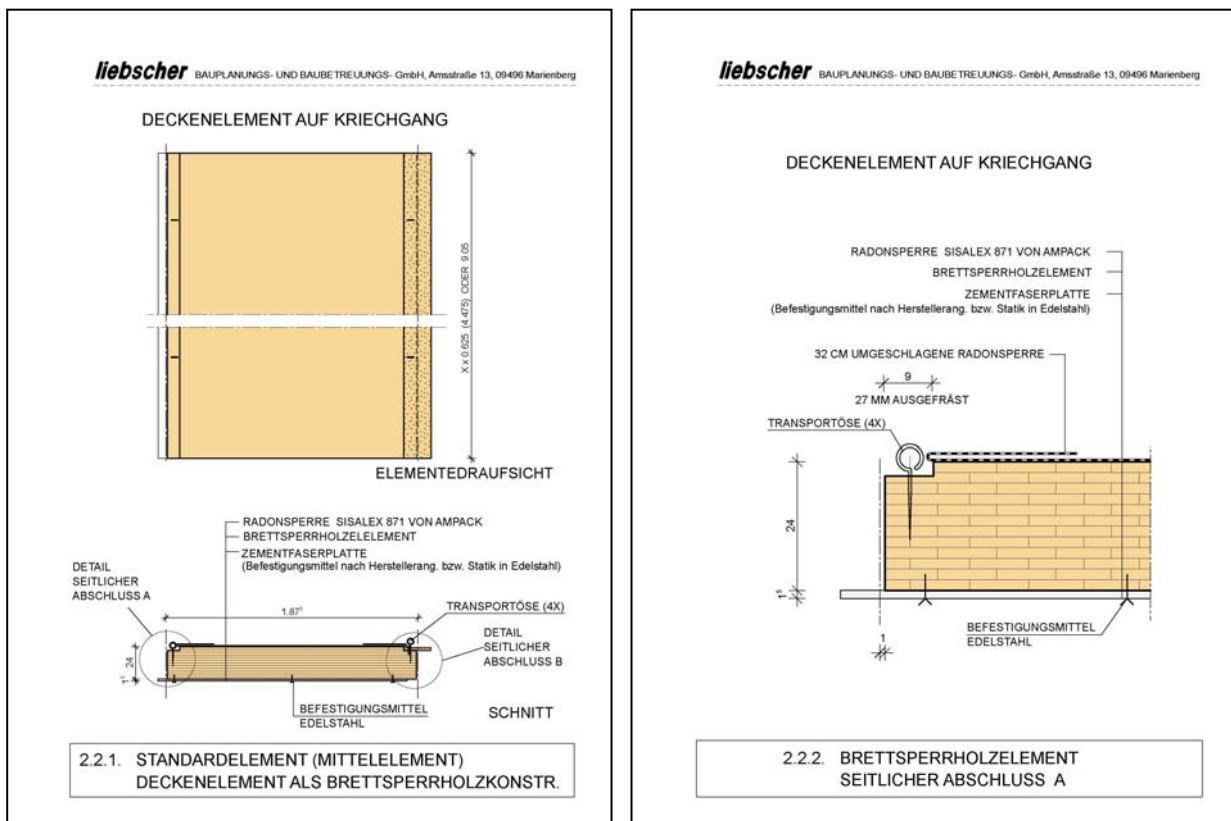 liebscher BAUPLANUNGS- UND BAUBETREUUNGS- GmbH, Amsstraße 13, 09496 Marienberg
DECKENELEMENT AUF KRIECHGANG
X x 0.625 (4.475) ODER 9.05
ELEMENTEDRAUFSICHT
RADONSPERRE SISALEX 871 VON AMPACK
BRETTSPERRHOLZELELEMENT
ZEMENTFASERPLATTE
(Befestigungsmittel nach Herstellerang. bzw. Statik in Edelstahl)
DETAIL
SEITLICHER
ABSCHLUSS A
1.87⁵
TRANSPORTÖSE (4X)
DETAIL
SEITLICHER
ABSCHLUSS B
24
1⁵
BEFESTIGUNGSMITTEL
EDELSTAHL
SCHNITT
2.2.1. STANDARDELEMENT (MITTELELEMENT)
DECKENELEMENT ALS BRETTSPERRHOLZKONSTR.
liebscher BAUPLANUNGS- UND BAUBETREUUNGS- GmbH, Amsstraße 13, 09496 Marienberg
DECKENELEMENT AUF KRIECHGANG
RADONSPERRE SISALEX 871 VON AMPACK
BRETTSPERRHOLZELEMENT
ZEMENTFASERPLATTE
(Befestigungsmittel nach Herstellerang. bzw. Statik in Edelstahl)
32 CM UMGESCHLAGENE RADONSPERRE
9
27 MM AUSGEFRÄST
TRANSPORTÖSE (4X)
24
1⁵
1
BEFESTIGUNGSMITTEL
EDELSTAHL
2.2.2. BRETTSPERRHOLZELEMENT
SEITLICHER ABSCHLUSS A